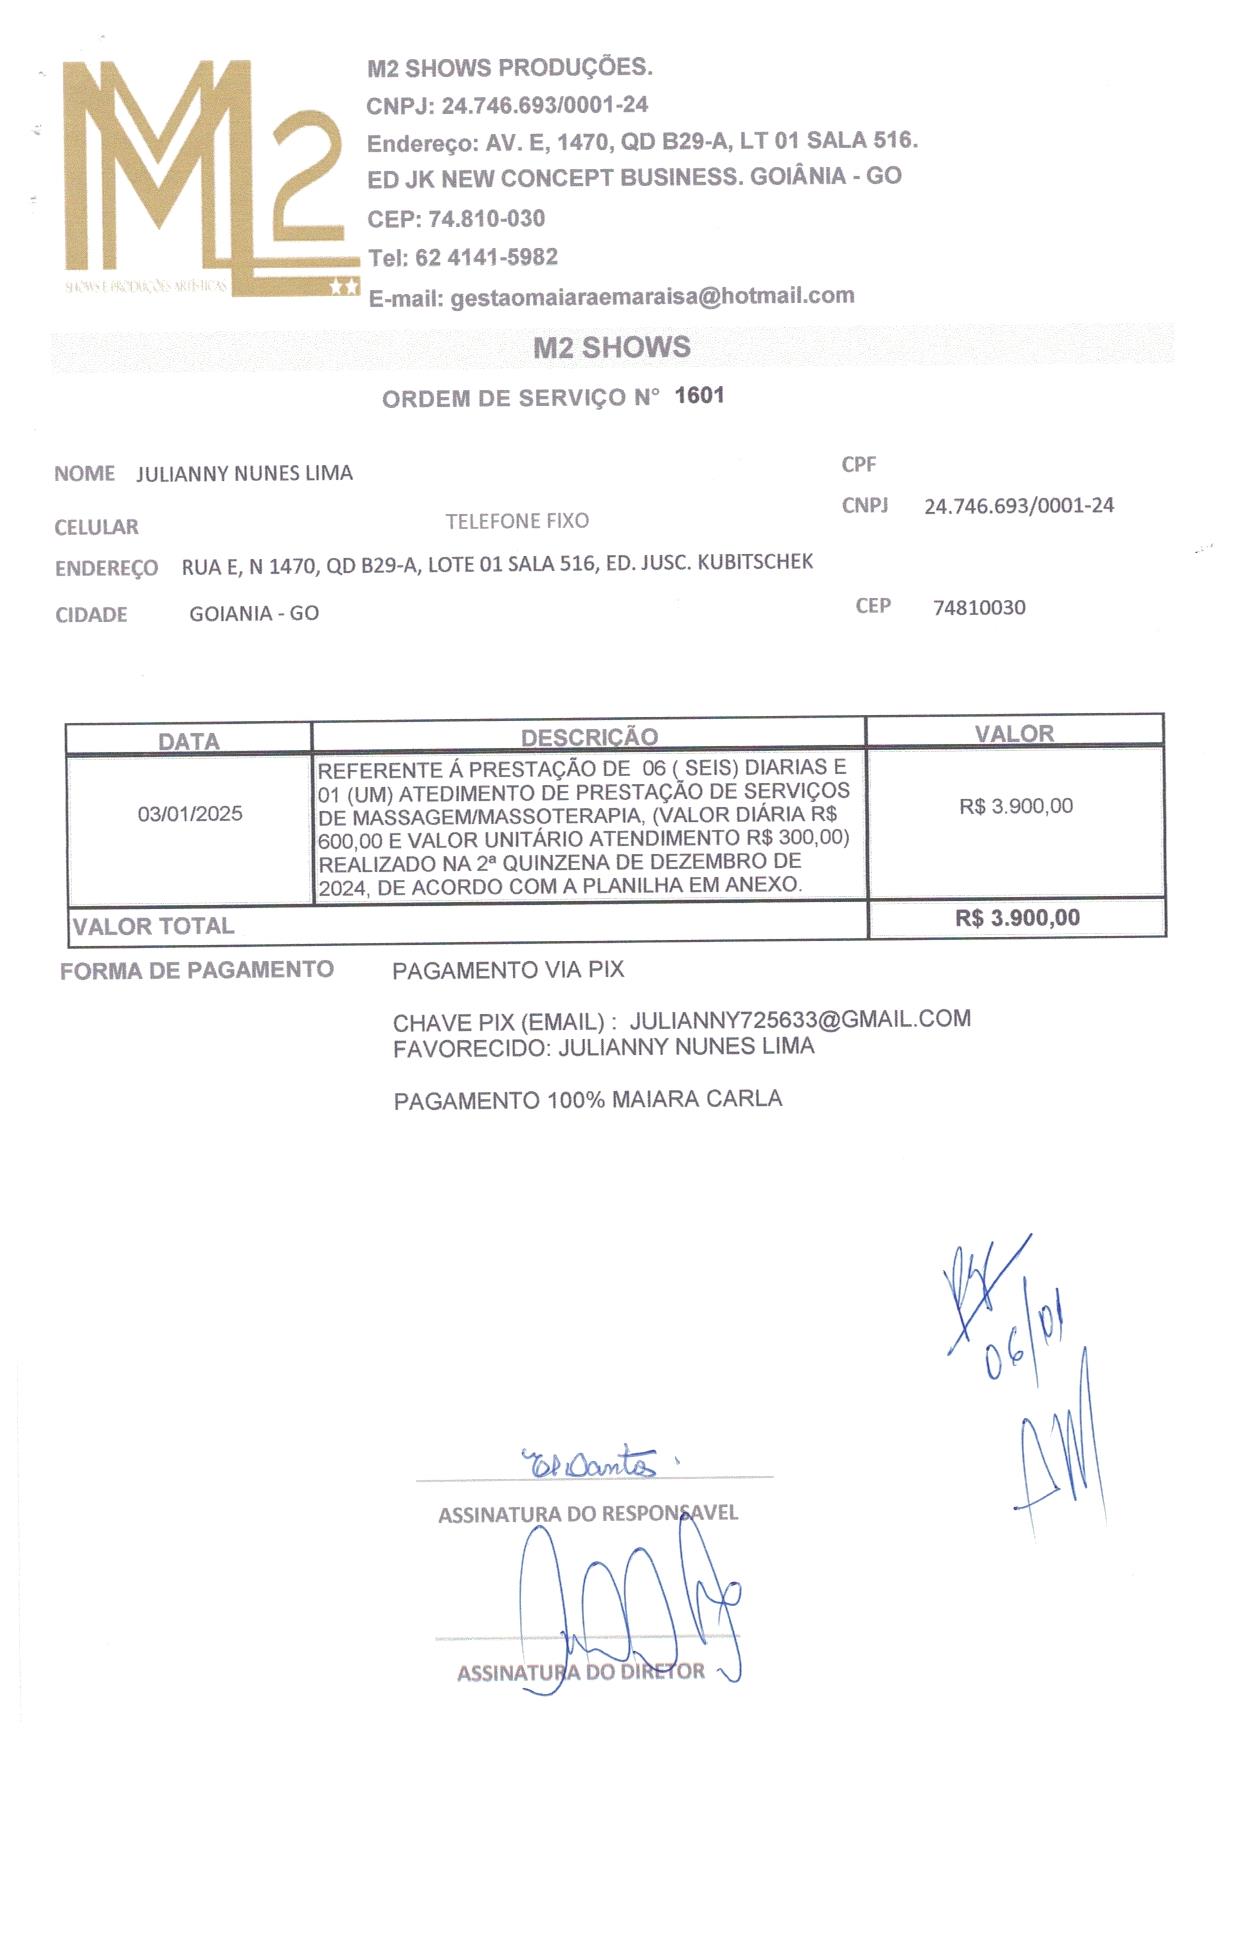 M2
SHOWS E PRODUÇÕES ARTÍSTICAS
M2 SHOWS PRODUÇÕES.
CNPJ: 24.746.693/0001-24
Endereço: AV. E, 1470, QD B29-A, LT 01 SALA 516.
ED JK NEW CONCEPT BUSINESS. GOIÂNIA - GO
CEP: 74.810-030
Tel: 62 4141-5982
E-mail: gestaomaiaraemaraisa@hotmail.com
M2 SHOWS
ORDEM DE SERVIÇO N° 1601
NOME JULIANNY NUNES LIMA
CPF
CNPJ 24.746.693/0001-24
CELULAR TELEFONE FIXO
ENDEREÇO RUA E, N 1470, QD B29-A, LOTE 01 SALA 516, ED. JUSC. KUBITSCHEK
CIDADE GOIANIA - GO CEP 74810030
DATA DESCRIÇÃO VALOR
03/01/2025
REFERENTE Á PRESTAÇÃO DE 06 ( SEIS) DIARIAS E
01 (UM) ATEDIMENTO DE PRESTAÇÃO DE SERVIÇOS
DE MASSAGEM/MASSOTERAPIA, (VALOR DIÁRIA R$
600,00 E VALOR UNITÁRIO ATENDIMENTO R$ 300,00)
REALIZADO NA 2ª QUINZENA DE DEZEMBRO DE
2024, DE ACORDO COM A PLANILHA EM ANEXO.
R$ 3.900,00
VALOR TOTAL R$ 3.900,00
FORMA DE PAGAMENTO PAGAMENTO VIA PIX
CHAVE PIX (EMAIL) : JULIANNY725633@GMAIL.COM
FAVORECIDO: JULIANNY NUNES LIMA
PAGAMENTO 100% MAIARA CARLA
06/01
AM
ASSINATURA DO RESPONSAVEL
ASSINATURA DO DIRETOR